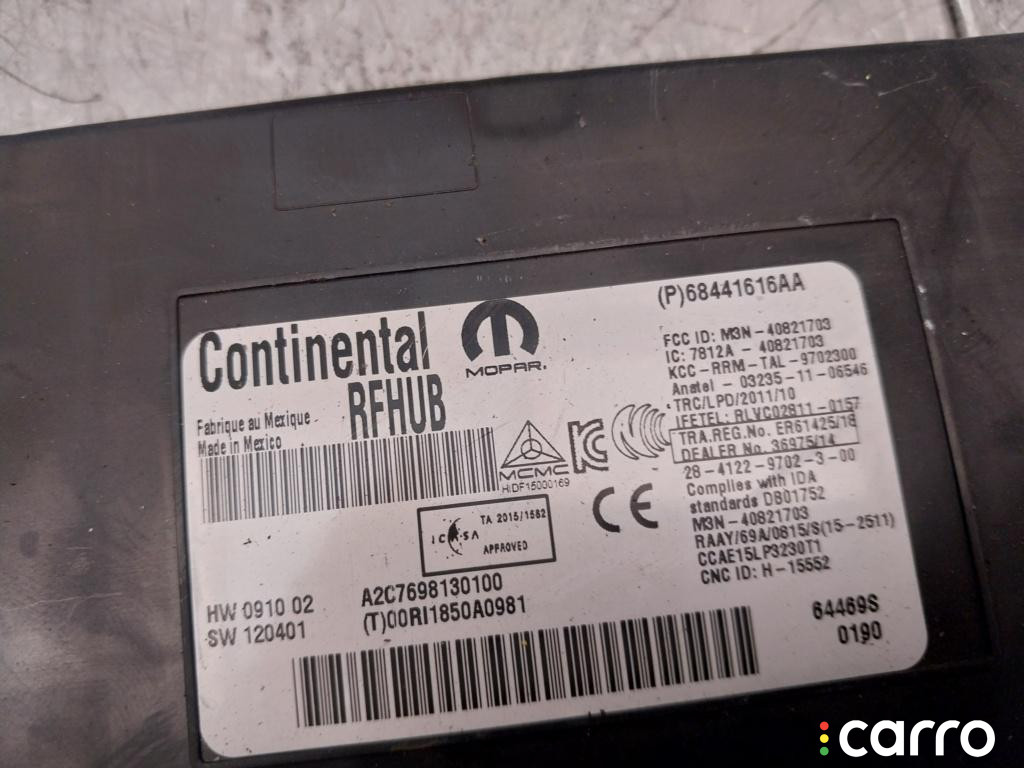 (P)68441616AA
Continental
MOPAR.
RFHUB
Fabrique au Mexique
Made in Mexico
FCC ID: M3N-40821703
IC: 7812A-40821703
KCC-RRM-TAL-9702300
Anatel - 03235-11-06546
TRC/LPD/2011/10
IFETEL: RLVC02811-0157
TRA.REG.No. ER61425/16
DEALER No. 36975/14
28-4122-9702-3-00
Complies with IDA
standards DB01752
M3N-40821703
RAAY/69A/0815/S(15-2511)
CCAE15LP3230T1
CNC ID: H-15552
MCMC
HIDF15000169
KC
CE
ICASA
TA 2015/1582
APPROVED
HW 0910 02
SW 120401
A2C7698130100
(T)00RI1850A0981
64469S
0190
carro